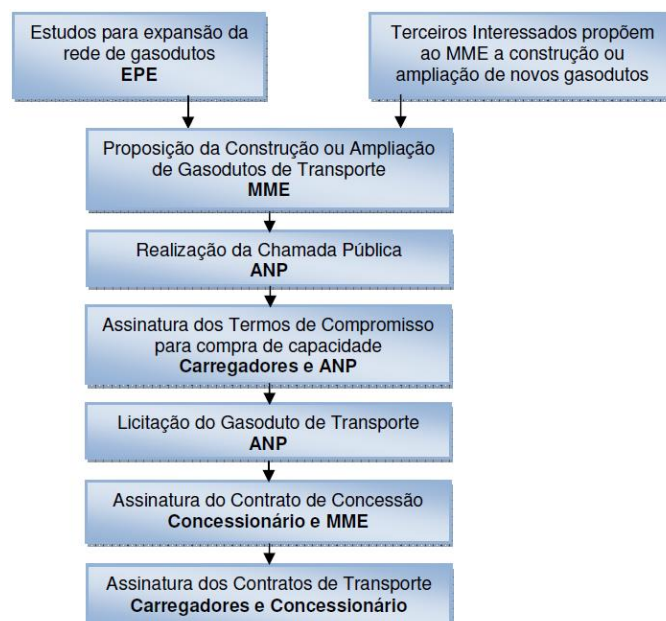 Estudos para expansão da
rede de gasodutos
EPE
Terceiros Interessados propõem
ao MME a construção ou
ampliação de novos gasodutos
Proposição da Construção ou Ampliação
de Gasodutos de Transporte
MME
Realização da Chamada Pública
ANP
Assinatura dos Termos de Compromisso
para compra de capacidade
Carregadores e ANP
Licitação do Gasoduto de Transporte
ANP
Assinatura do Contrato de Concessão
Concessionário e MME
Assinatura dos Contratos de Transporte
Carregadores e Concessionário